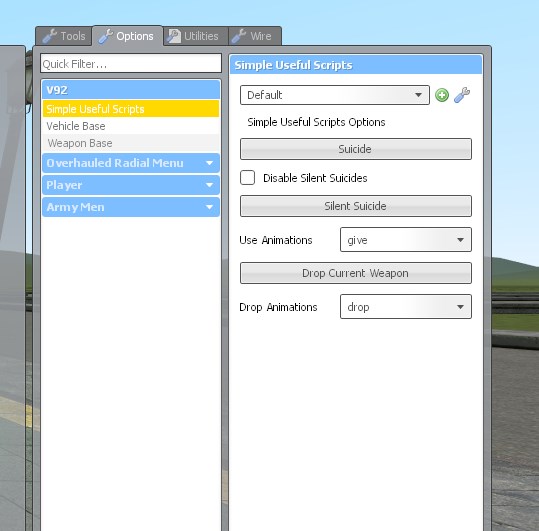 Tools
Options
Utilities
Wire
Quick Filter...
V92
Simple Useful Scripts
Vehicle Base
Weapon Base
Overhauled Radial Menu
Player
Army Men
Simple Useful Scripts
Default
Simple Useful Scripts Options
Suicide
Disable Silent Suicides
Silent Suicide
Use Animations
give
Drop Current Weapon
Drop Animations
drop